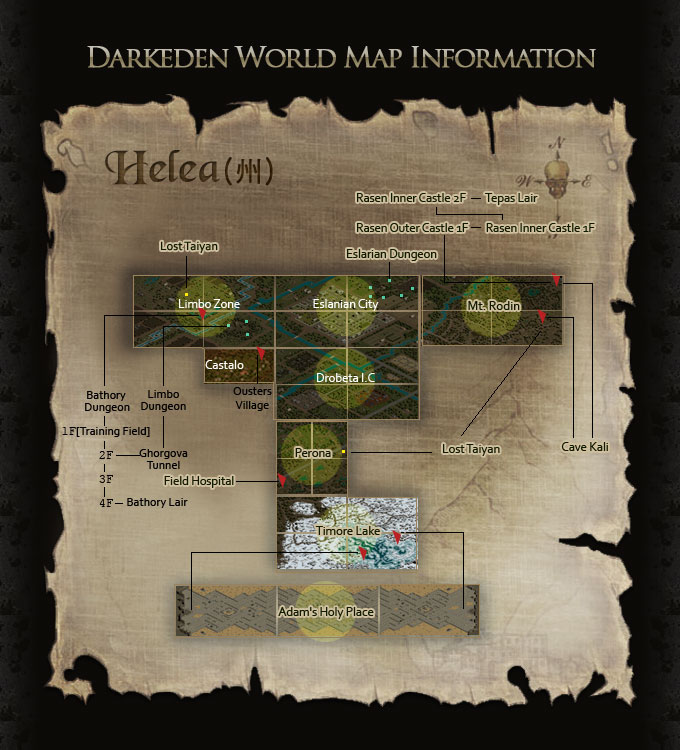 DARKEDEN WORLD MAP INFORMATION
Helea(州)
N
W
E
Rasen Inner Castle 2F
Tepas Lair
Rasen Outer Castle 1F
Rasen Inner Castle 1F
Lost Taiyan
Eslarian Dungeon
Limbo Zone
Eslanian City
Mt. Rodin
Castalo
Drobeta I.C
Ousters
Village
Bathory
Dungeon
Limbo
Dungeon
1F[Training Field]
2F
Ghorgova
Tunnel
3F
4F
Bathory Lair
Field Hospital
Perona
Lost Taiyan
Cave Kali
Timore Lake
Adam's Holy Place